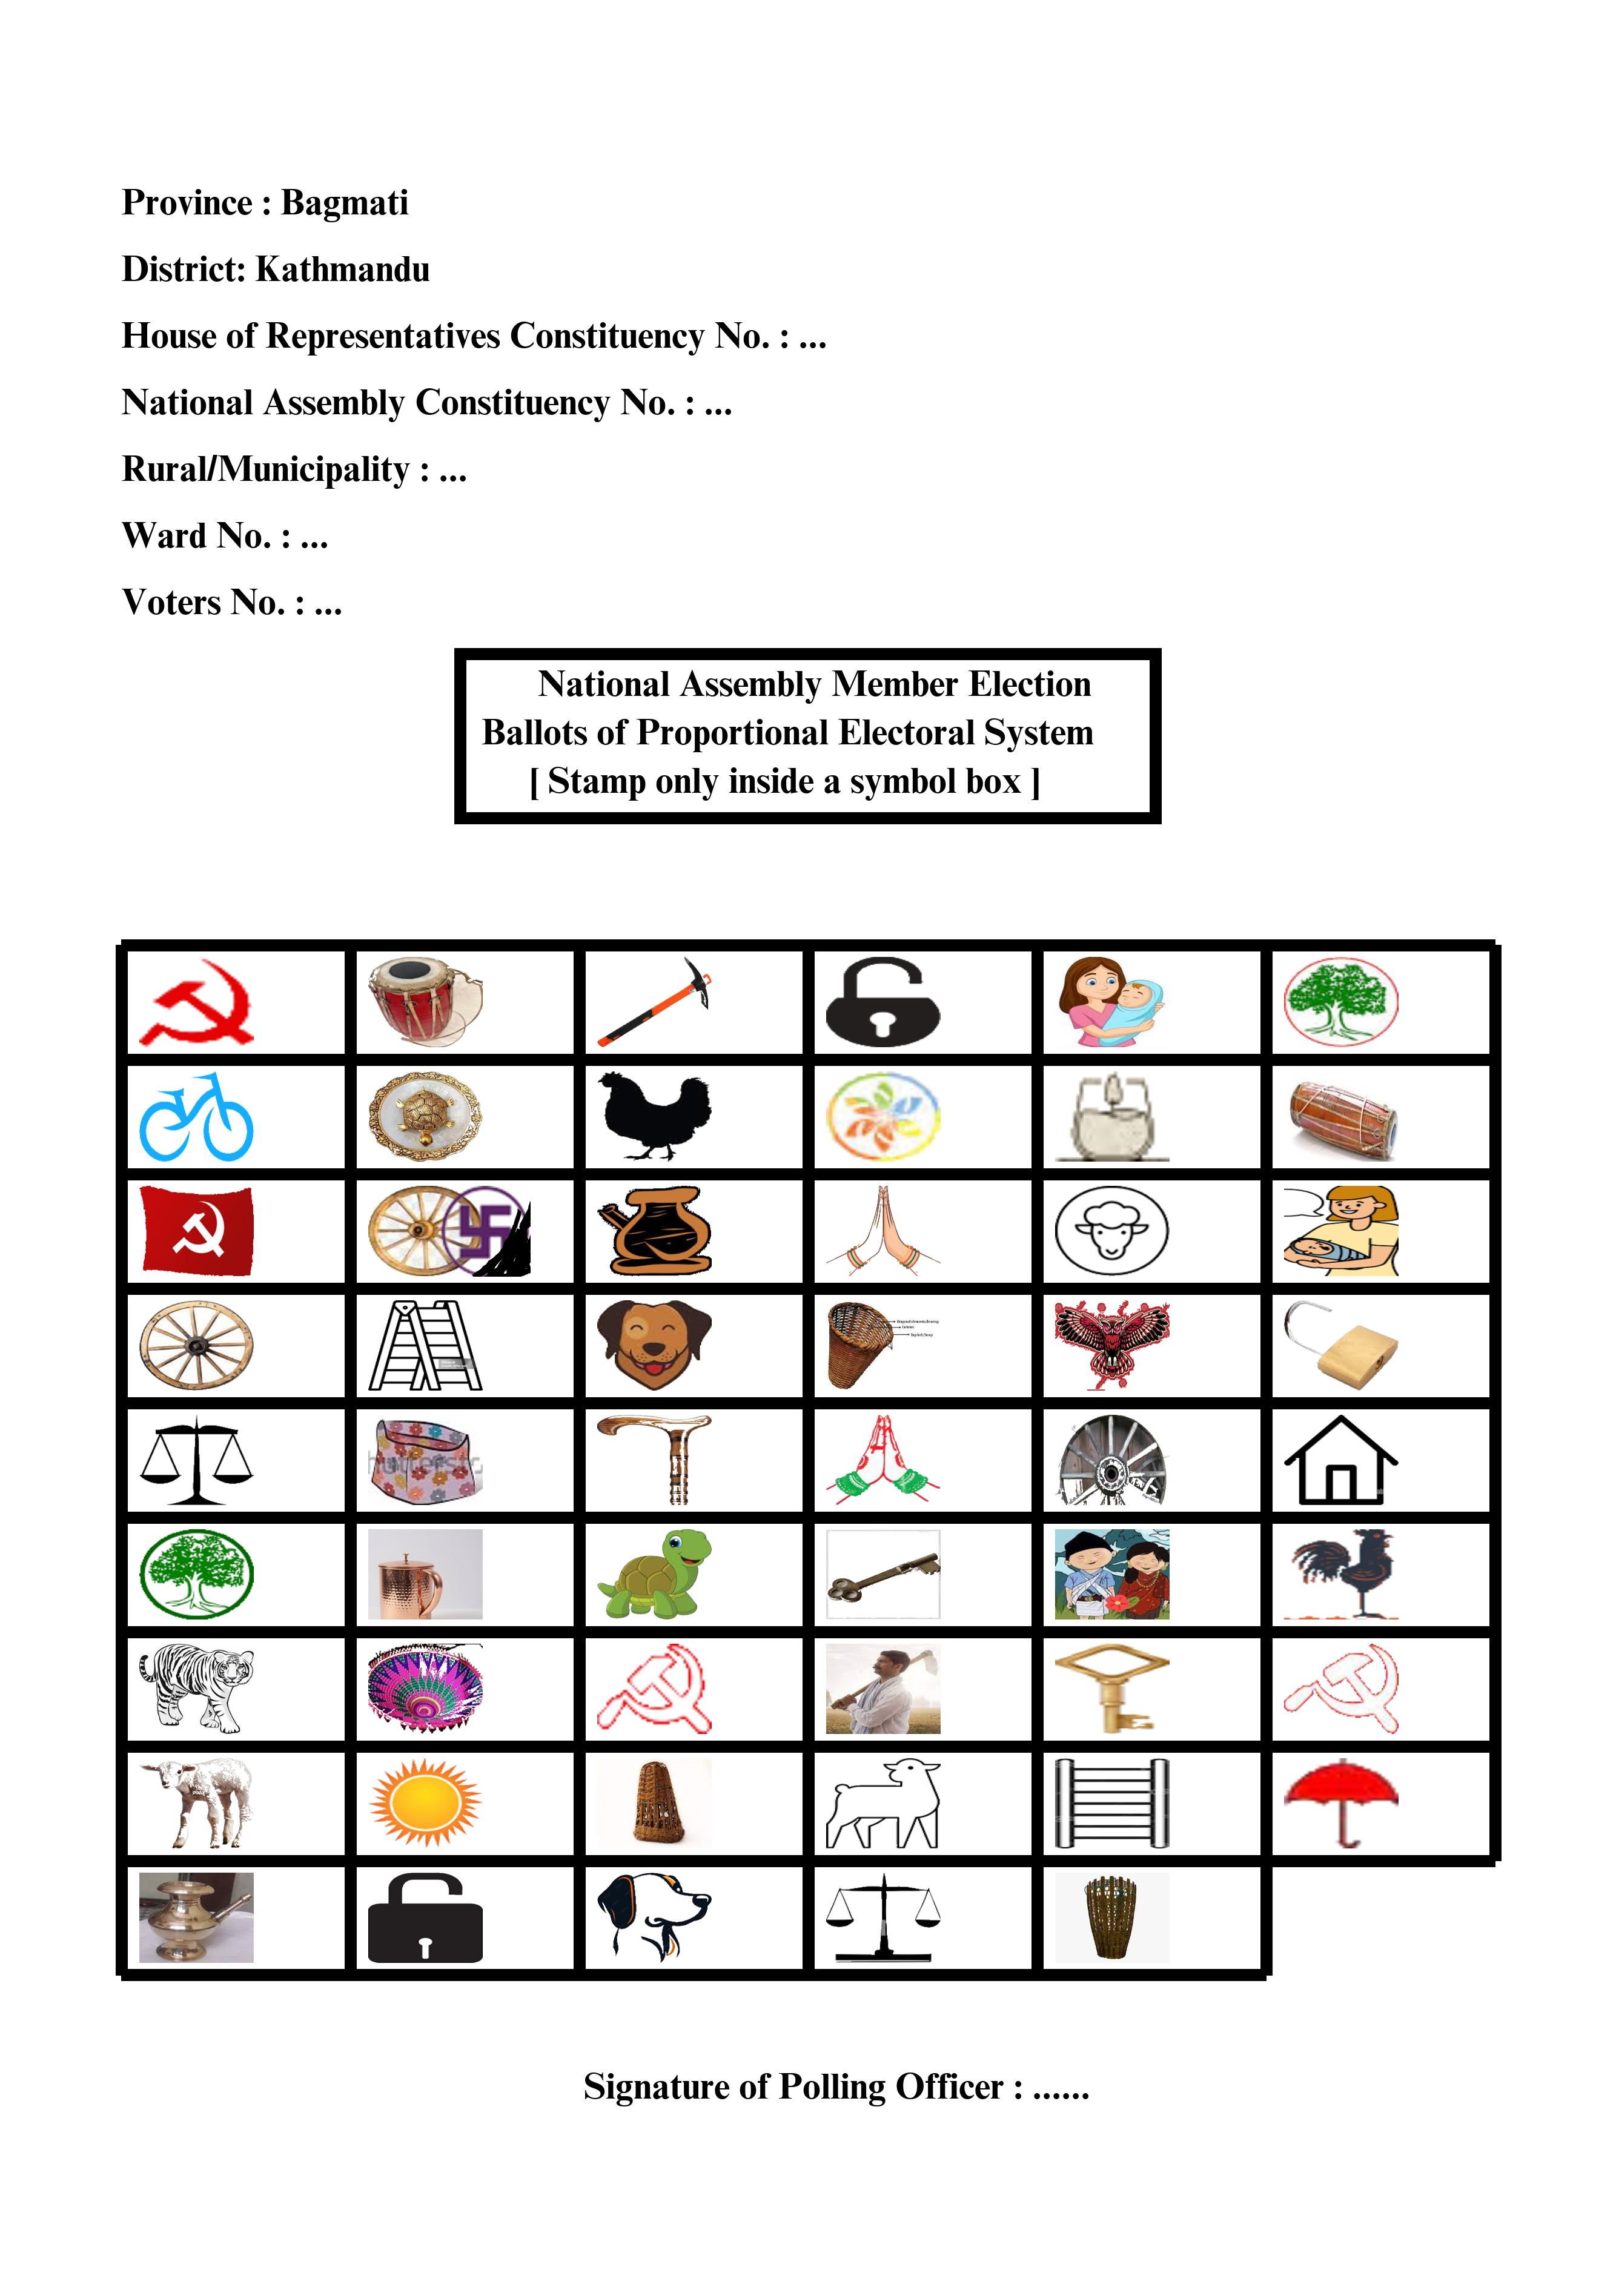 Province : Bagmati
District: Kathmandu
House of Representatives Constituency No. : ...
National Assembly Constituency No. : ...
Rural/Municipality : ...
Ward No. : ...
Voters No. : ...
National Assembly Member Election
Ballots of Proportional Electoral System
[ Stamp only inside a symbol box ]
Signature of Polling Officer : ......